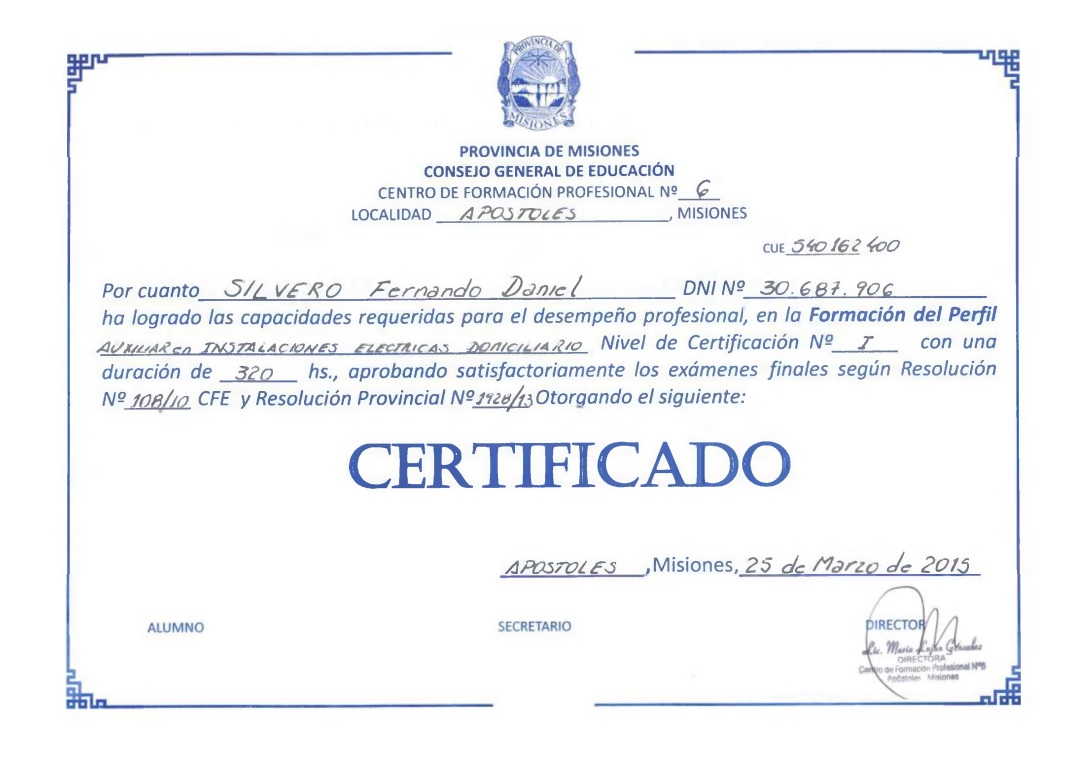 PROVINCIA DE
MISIONES
PROVINCIA DE MISIONES
CONSEJO GENERAL DE EDUCACIÓN
CENTRO DE FORMACIÓN PROFESIONAL Nº 6
LOCALIDAD APOSTOLES, MISIONES
CUE 540162400
Por cuanto SILVERO Fernando Daniel DNI Nº 30.687.906
ha logrado las capacidades requeridas para el desempeño profesional, en la Formación del Perfil
AUXILIAR en INSTALACIONES ELECTRICAS DOMICILIARIO Nivel de Certificación Nº I con una
duración de 320 hs., aprobando satisfactoriamente los exámenes finales según Resolución
Nº 108/10 CFE y Resolución Provincial Nº 1428/13 Otorgando el siguiente:
CERTIFICADO
APOSTOLES, Misiones, 25 de Marzo de 2015
ALUMNO SECRETARIO DIRECTOR
Lic. María Luján
DIRECTORA
Centro de Formación Profesional Nº6
Apóstoles Misiones